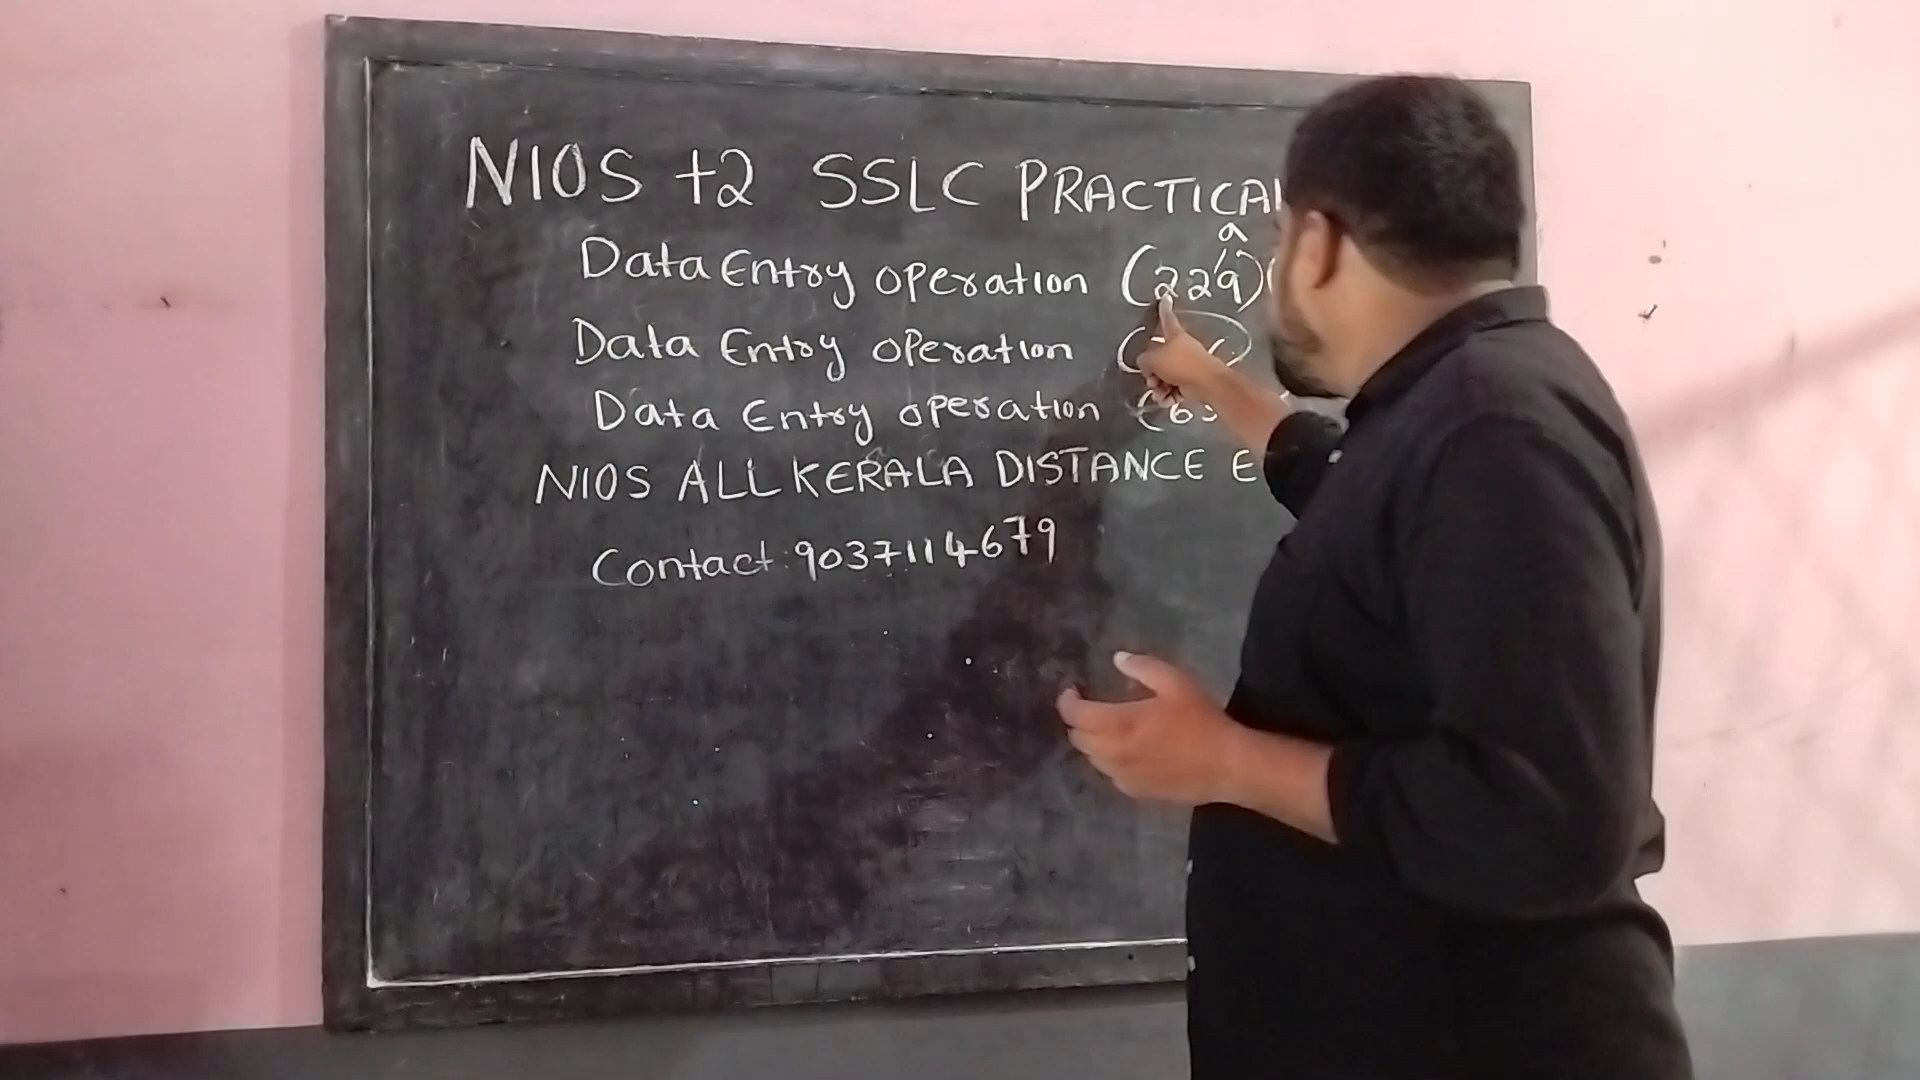 NIOS +2 SSLC PRACTICAL
a
Data Entry operation (229)
Data Entry operation
Data Entry operation
NIOS ALL KERALA DISTANCE
Contact: 9037114679